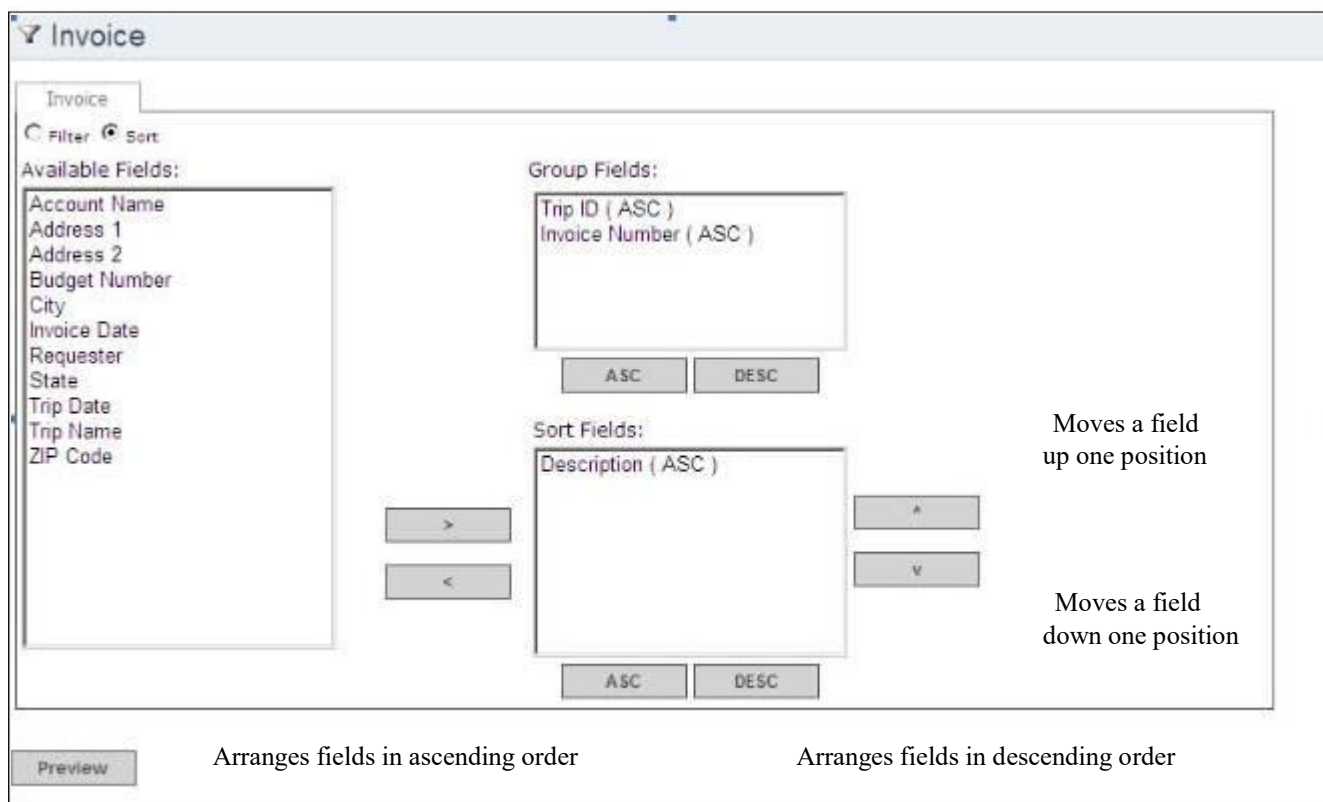 Invoice
Invoice
Filter Sort
Available Fields:
Account Name
Address 1
Address 2
Budget Number
City
Invoice Date
Requester
State
Trip Date
Trip Name
ZIP Code
>
<
Group Fields:
Trip ID ( ASC )
Invoice Number ( ASC )
ASC DESC
Sort Fields:
Description ( ASC )
^
v
ASC DESC
Moves a field
up one position
Moves a field
down one position
Preview
Arranges fields in ascending order
Arranges fields in descending order